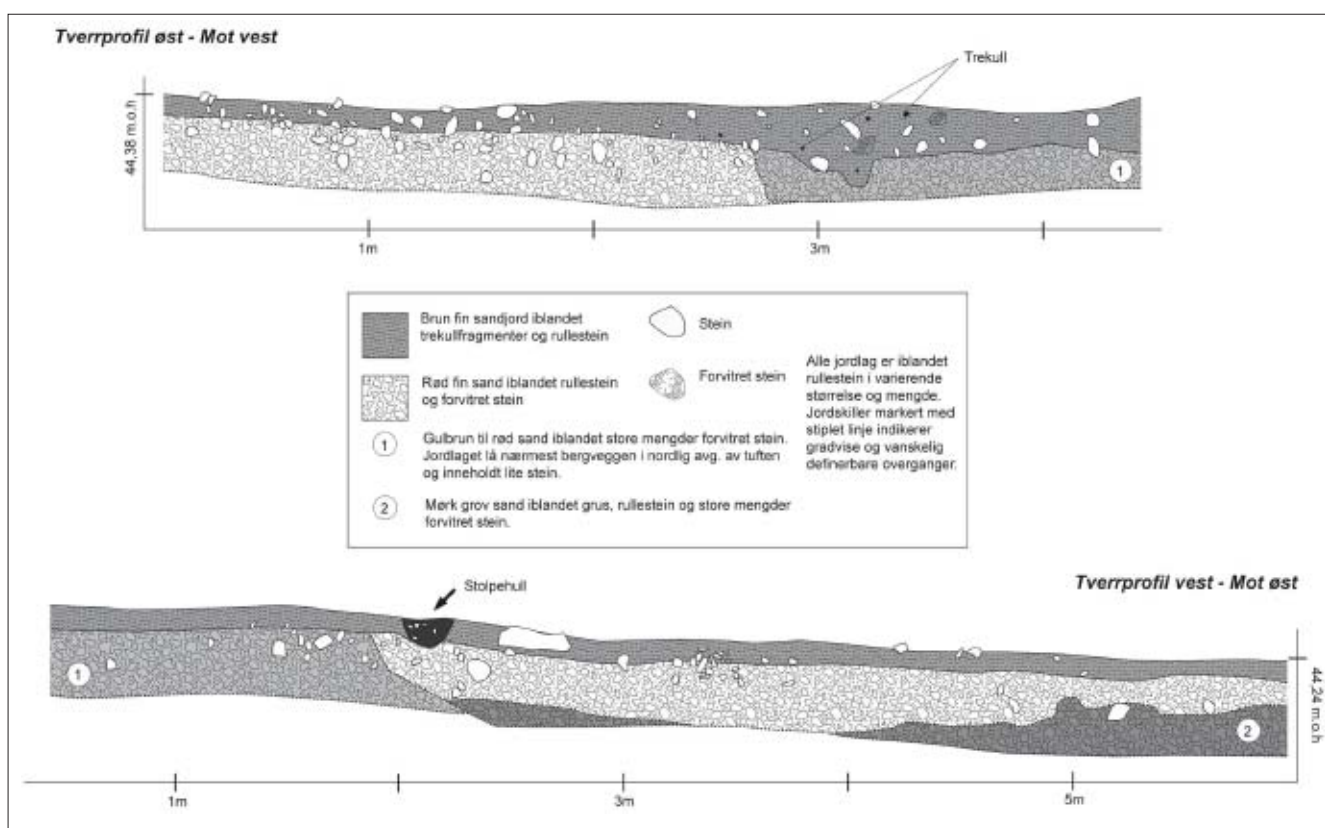 Tverrprofil øst - Mot vest
Trekull
44,38 m.o.h
1
1m
3m
Brun fin sandjord iblandet
trekullfragmenter og rullestein
Stein
Rød fin sand iblandet rullestein
og forvitret stein
Forvitret stein
Alle jordlag er iblandet
rullestein i varierende
størrelse og mengde.
Jordskiller markert med
stiplet linje indikerer
gradvise og vanskelig
definerbare overganger.
1
Gulbrun til rød sand iblandet store mengder forvitret stein.
Jordlaget lå nærmest bergveggen i nordlig avg. av tuften
og inneholdt lite stein.
2
Mørk grov sand iblandet grus, rullestein og store mengder
forvitret stein.
Tverrprofil vest - Mot øst
Stolpehull
1
2
44,24 m.o.h
1m
3m
5m